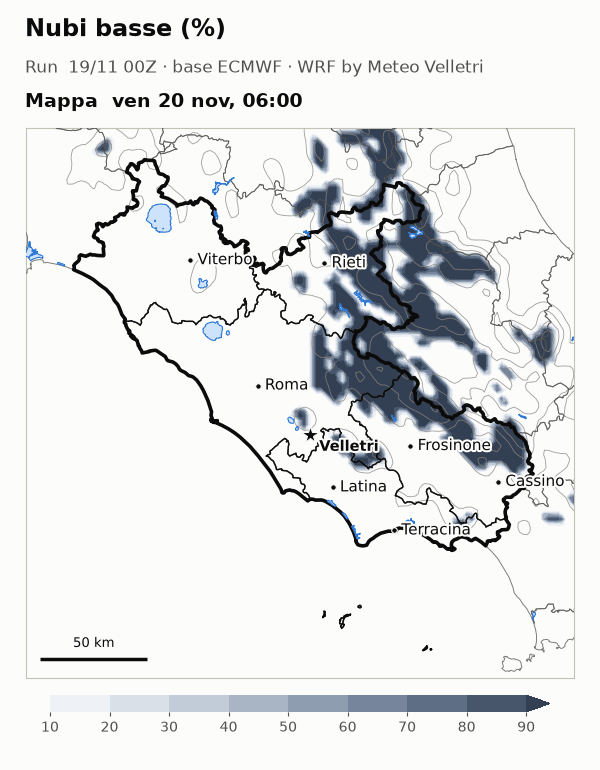 Nubi basse (%)
Run  19/11 00Z · base ECMWF · WRF by Meteo Velletri
Mappa  ven 20 nov, 06:00
Viterbo
Rieti
Roma
Velletri
Frosinone
Latina
Cassino
Terracina
50 km
10 20 30 40 50 60 70 80 90